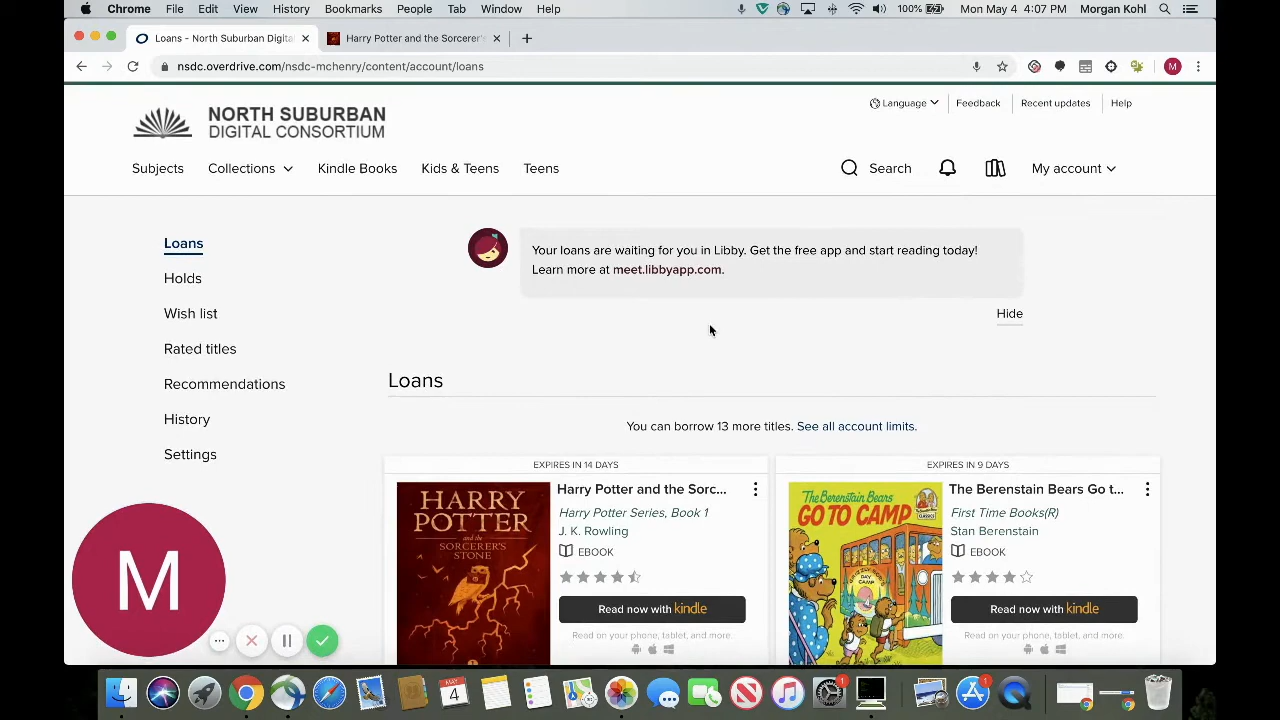 Chrome File Edit View History Bookmarks People Tab Window Help 100% Mon May 4 4:07 PM Morgan Kohl
Loans - North Suburban Digita Harry Potter and the Sorcerer'
nsdc.overdrive.com/nsdc-mchenry/content/account/loans M
NORTH SUBURBAN
DIGITAL CONSORTIUM
Language Feedback Recent updates Help
Subjects Collections Kindle Books Kids & Teens Teens Search My account
Loans
Holds
Wish list
Rated titles
Recommendations
History
Settings
Your loans are waiting for you in Libby. Get the free app and start reading today!
Learn more at meet.libbyapp.com.
Hide
Loans
You can borrow 13 more titles. See all account limits.
EXPIRES IN 14 DAYS
HARRY
POTTER
and the
SORCERER'S
STONE
Harry Potter and the Sorc...
Harry Potter Series, Book 1
J. K. Rowling
EBOOK
Read now with kindle
Read on your phone, tablet, and more.
EXPIRES IN 9 DAYS
The Berenstain Bears
GO TO CAMP
DAY
CAMP
The Berenstain Bears Go t...
First Time Books(R)
Stan Berenstain
EBOOK
Read now with kindle
Read on your phone, tablet, and more.
M
MAY
4
1
1